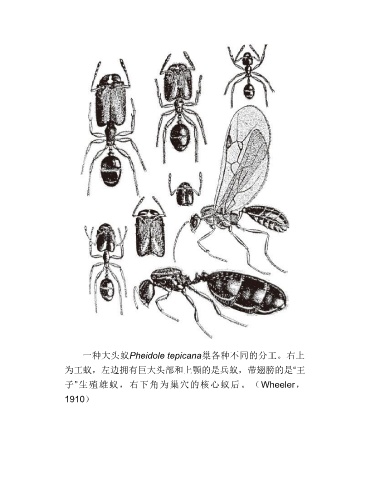 一种大头蚁Pheidole tepicana巢各种不同的分工。右上
为工蚁，左边拥有巨大头部和上颚的是兵蚁，带翅膀的是“王
子”生殖雄蚁，右下角为巢穴的核心蚁后。（Wheeler，
1910）